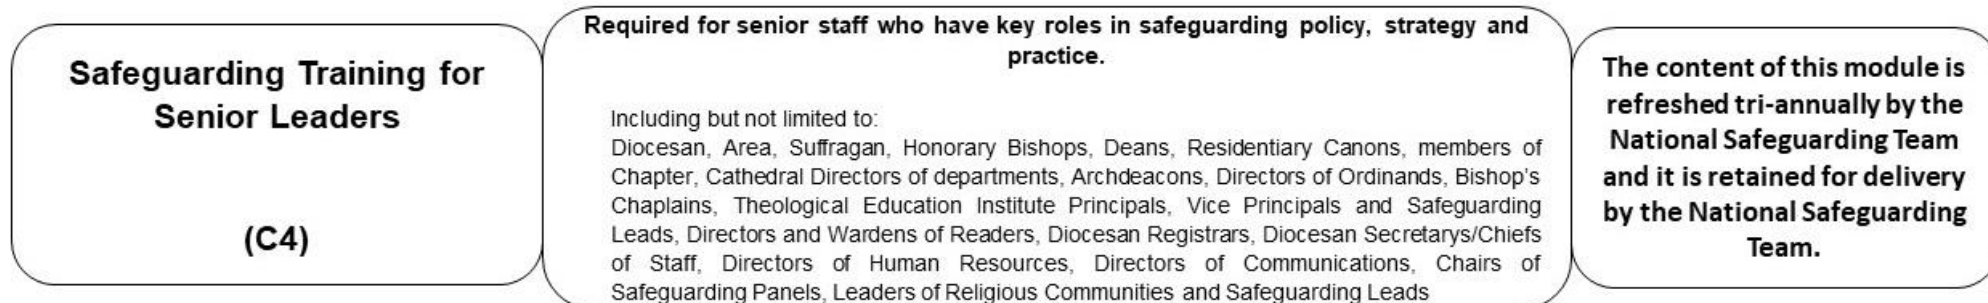 Safeguarding Training for
Senior Leaders
(C4)
Required for senior staff who have key roles in safeguarding policy, strategy and
practice.
Including but not limited to:
Diocesan, Area, Suffragan, Honorary Bishops, Deans, Residentiary Canons, members of
Chapter, Cathedral Directors of departments, Archdeacons, Directors of Ordinands, Bishop's
Chaplains, Theological Education Institute Principals, Vice Principals and Safeguarding
Leads, Directors and Wardens of Readers, Diocesan Registrars, Diocesan Secretarys/Chiefs
of Staff, Directors of Human Resources, Directors of Communications, Chairs of
Safeguarding Panels, Leaders of Religious Communities and Safeguarding Leads
The content of this module is
refreshed tri-annually by the
National Safeguarding Team
and it is retained for delivery
by the National Safeguarding
Team.